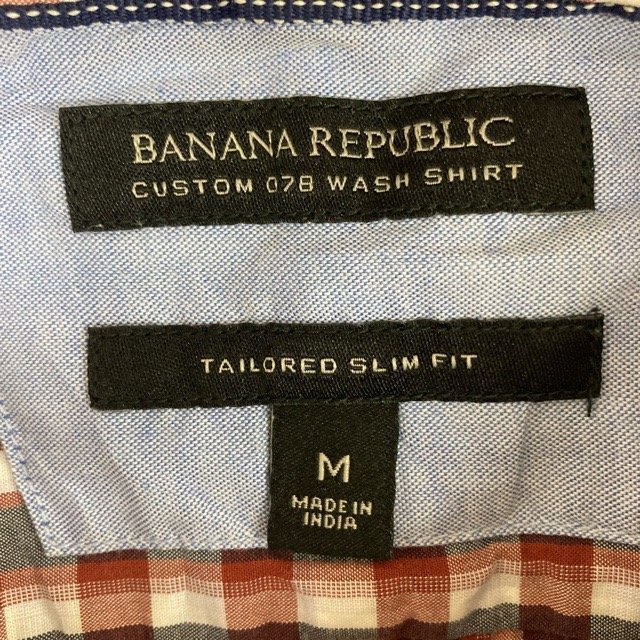 BANANA REPUBLIC
CUSTOM 078 WASH SHIRT
TAILORED SLIM FIT
M
MADE IN
INDIA